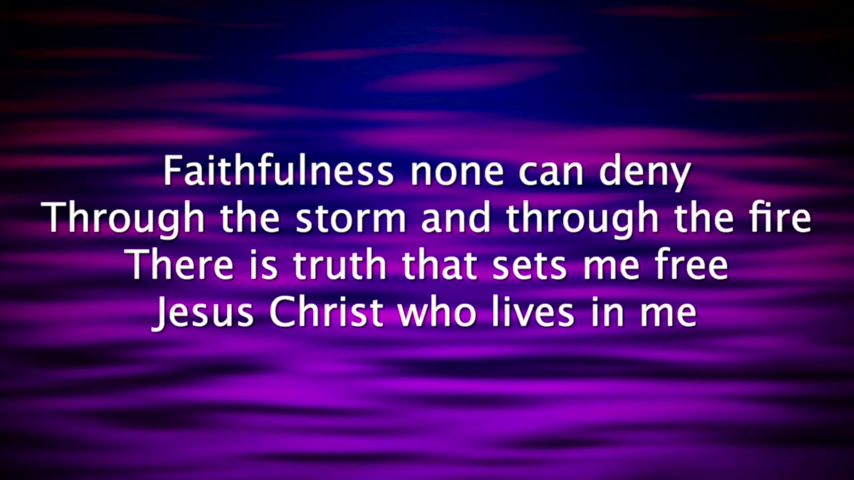 Faithfulness none can deny
Through the storm and through the fire
There is truth that sets me free
Jesus Christ who lives in me